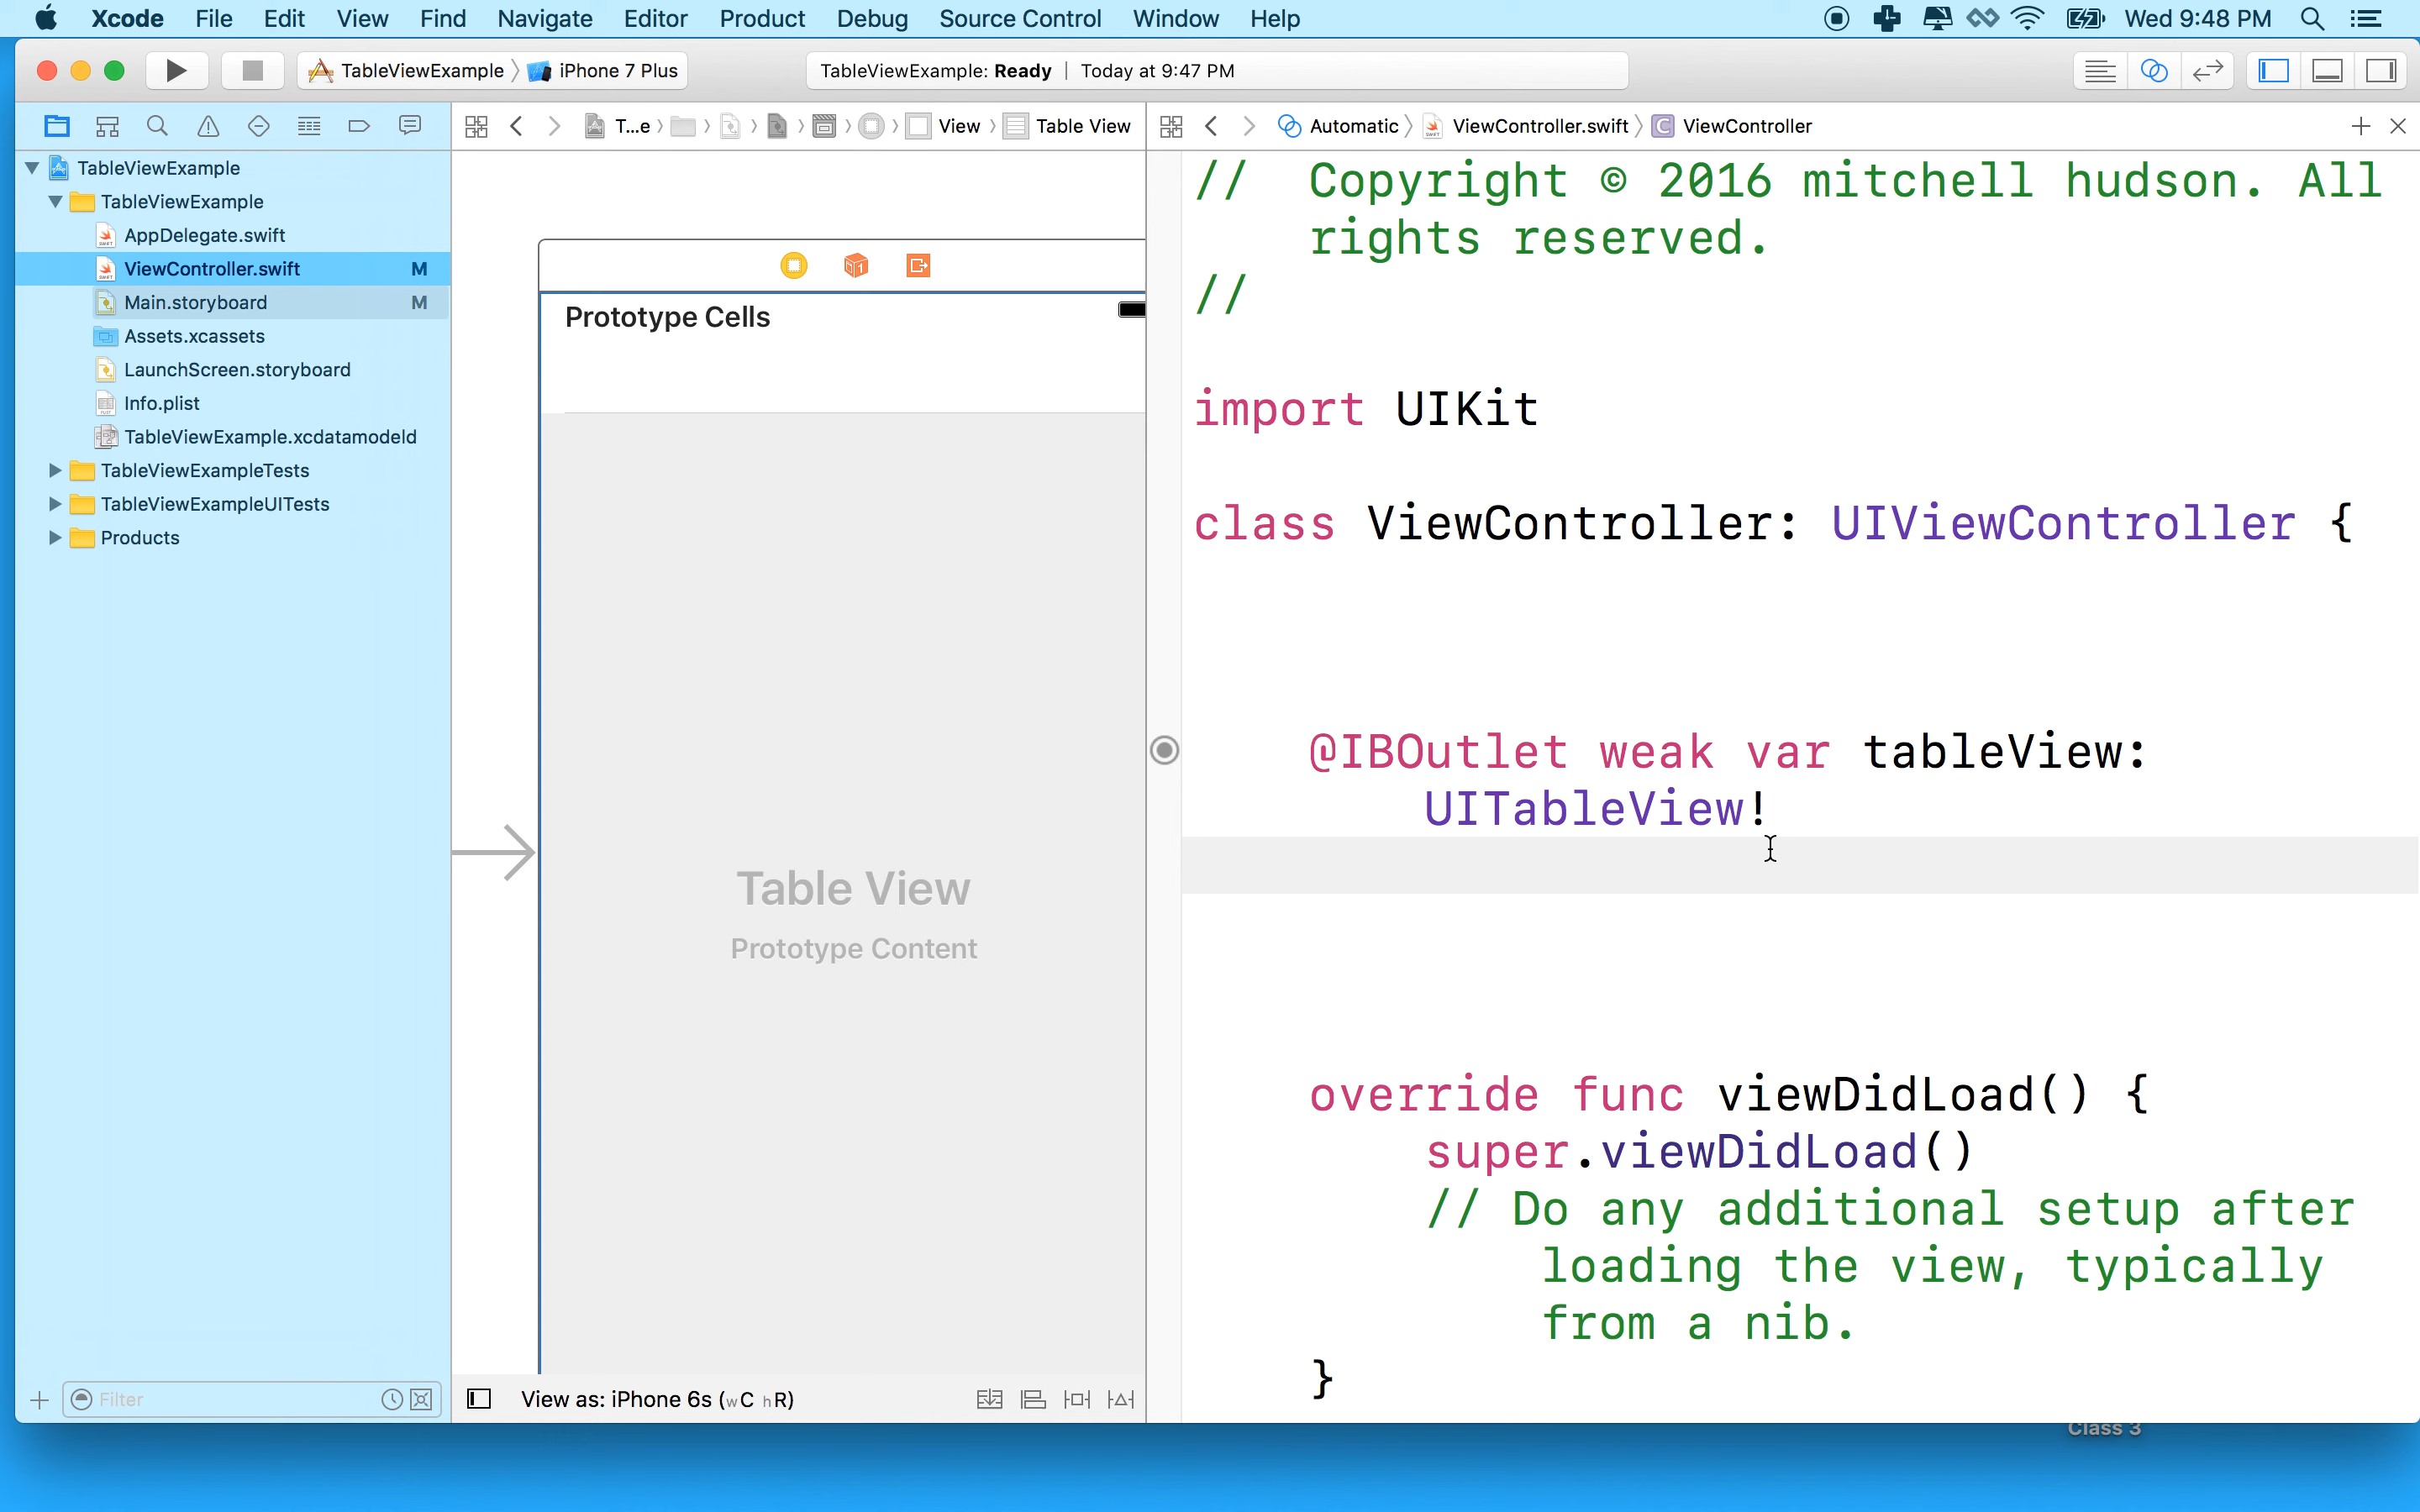 Xcode File Edit View Find Navigate Editor Product Debug Source Control Window Help Wed 9:48 PM
TableViewExample iPhone 7 Plus TableViewExample: Ready | Today at 9:47 PM
T...e View Table View
Automatic ViewController.swift C ViewController
TableViewExample
TableViewExample
AppDelegate.swift
ViewController.swift M
Main.storyboard M
Assets.xcassets
LaunchScreen.storyboard
Info.plist
TableViewExample.xcdatamodeld
TableViewExampleTests
TableViewExampleUITests
Products
Filter
Prototype Cells
Table View
Prototype Content
View as: iPhone 6s (wC hR)
// Copyright © 2016 mitchell hudson. All
rights reserved.
//
import UIKit
class ViewController: UIViewController {
@IBOutlet weak var tableView:
UITableView!
override func viewDidLoad() {
super.viewDidLoad()
// Do any additional setup after
loading the view, typically
from a nib.
}
Class 3